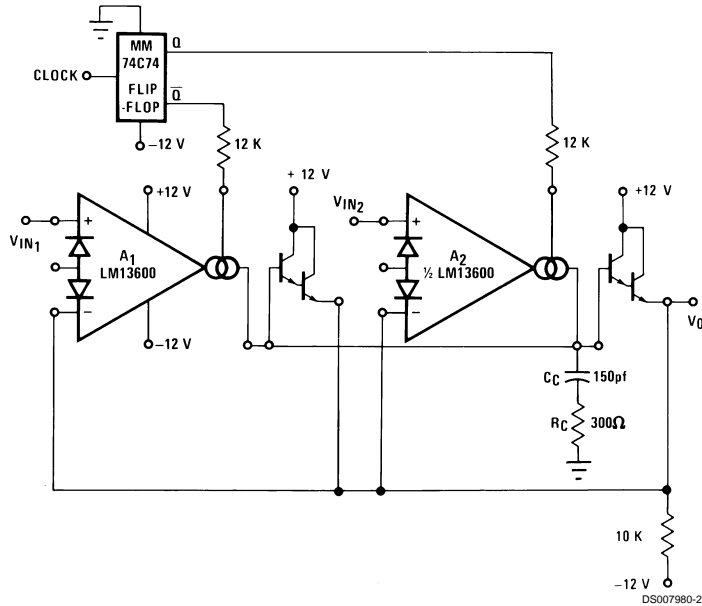 MM
74C74
FLIP
-FLOP
CLOCK
Q
Q̅
−12 V
12 K
12 K
+12 V
+ 12 V
+12 V
VIN1
+
−
A1
LM13600
−12 V
VIN2
+
−
A2
½ LM13600
VO
CC
150pf
RC
300Ω
10 K
−12 V
DS007980-2